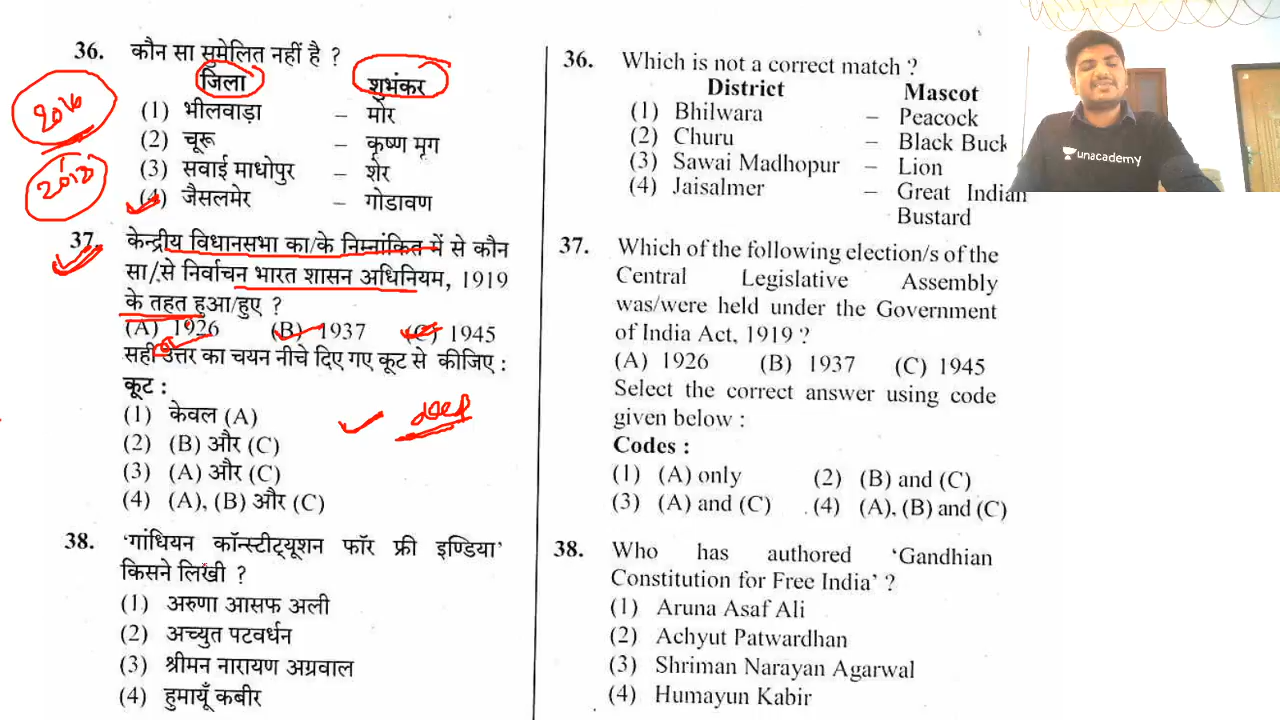 36. कौन सा सुमेलित नहीं है ?
जिला शुभंकर
(1) भीलवाड़ा – मोर
(2) चूरू – कृष्ण मृग
(3) सवाई माधोपुर – शेर
(4) जैसलमेर – गोडावण
37. केन्द्रीय विधानसभा का/के निम्नांकित में से कौन
सा/से निर्वाचन भारत शासन अधिनियम, 1919
के तहत हुआ/हुए ?
(A) 1926 (B) 1937 (C) 1945
सही उत्तर का चयन नीचे दिए गए कूट से कीजिए :
कूट :
(1) केवल (A)
(2) (B) और (C)
(3) (A) और (C)
(4) (A), (B) और (C)
38. ‘गांधियन कॉन्स्टीट्यूशन फॉर फ्री इण्डिया’
किसने लिखी ?
(1) अरुणा आसफ अली
(2) अच्युत पटवर्धन
(3) श्रीमन नारायण अग्रवाल
(4) हुमायूँ कबीर
36. Which is not a correct match ?
District Mascot
(1) Bhilwara – Peacock
(2) Churu – Black Buck
(3) Sawai Madhopur – Lion
(4) Jaisalmer – Great Indian
Bustard
37. Which of the following election/s of the
Central Legislative Assembly
was/were held under the Government
of India Act, 1919 ?
(A) 1926 (B) 1937 (C) 1945
Select the correct answer using code
given below :
Codes :
(1) (A) only (2) (B) and (C)
(3) (A) and (C) (4) (A), (B) and (C)
38. Who has authored ‘Gandhian
Constitution for Free India’ ?
(1) Aruna Asaf Ali
(2) Achyut Patwardhan
(3) Shriman Narayan Agarwal
(4) Humayun Kabir
unacademy